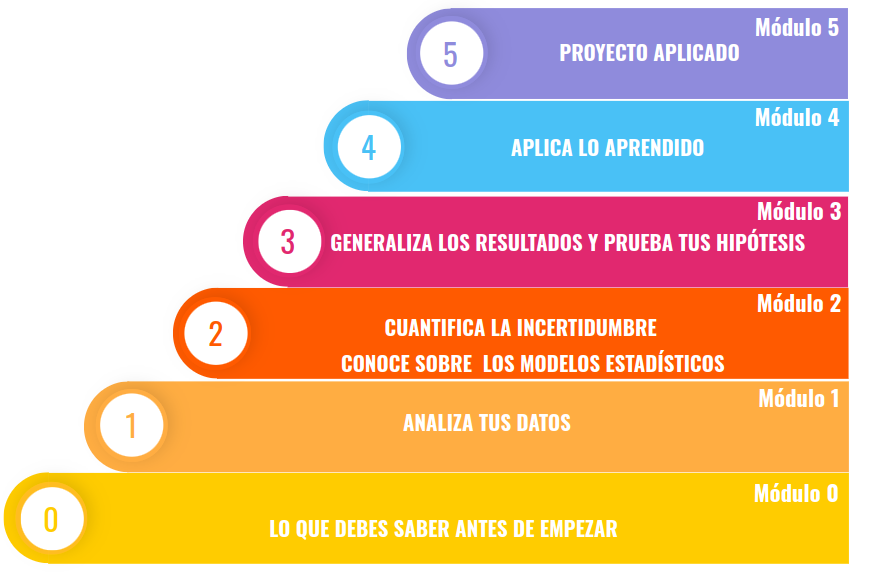 Módulo 5
5
PROYECTO APLICADO
Módulo 4
4
APLICA LO APRENDIDO
Módulo 3
3
GENERALIZA LOS RESULTADOS Y PRUEBA TUS HIPÓTESIS
Módulo 2
2
CUANTIFICA LA INCERTIDUMBRE
CONOCE SOBRE LOS MODELOS ESTADÍSTICOS
Módulo 1
1
ANALIZA TUS DATOS
Módulo 0
0
LO QUE DEBES SABER ANTES DE EMPEZAR